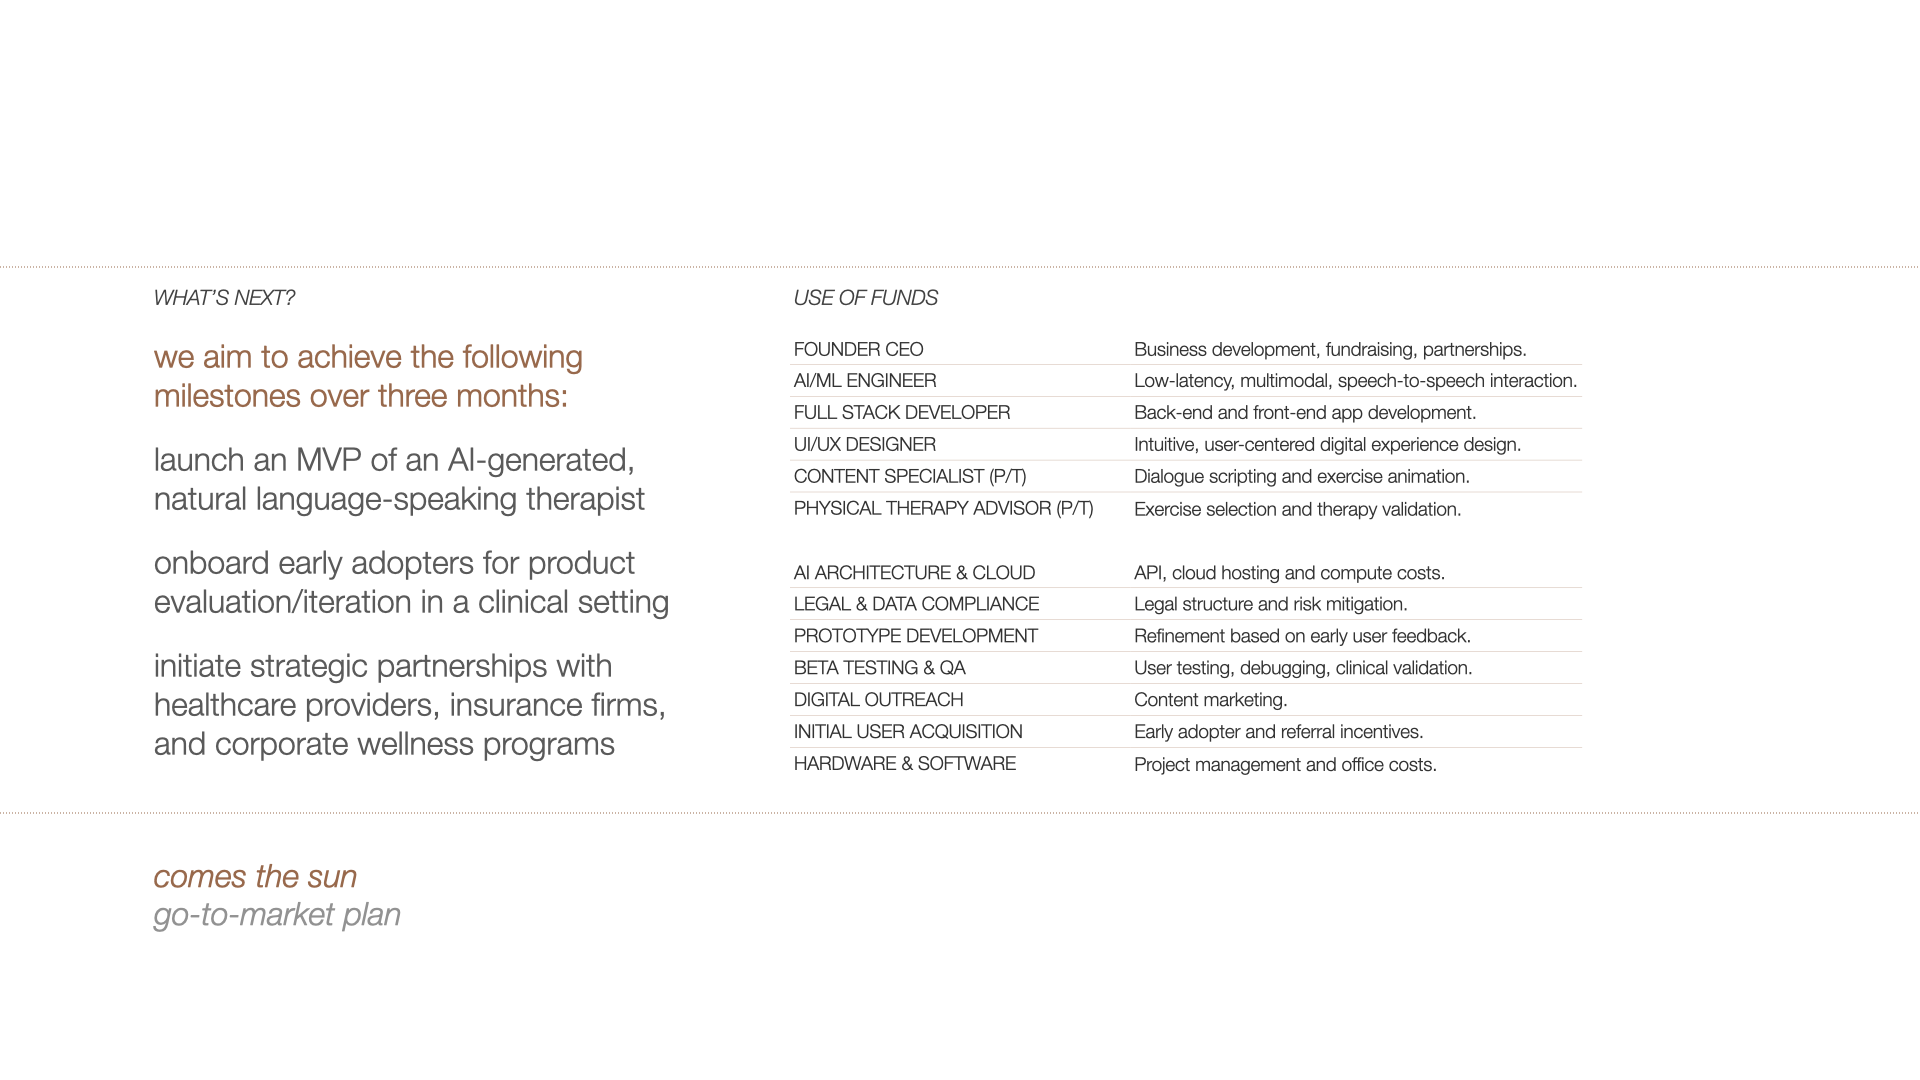 WHAT’S NEXT?
we aim to achieve the following
milestones over three months:
launch an MVP of an AI-generated,
natural language-speaking therapist
onboard early adopters for product
evaluation/iteration in a clinical setting
initiate strategic partnerships with
healthcare providers, insurance firms,
and corporate wellness programs
USE OF FUNDS
FOUNDER CEO Business development, fundraising, partnerships.
AI/ML ENGINEER Low-latency, multimodal, speech-to-speech interaction.
FULL STACK DEVELOPER Back-end and front-end app development.
UI/UX DESIGNER Intuitive, user-centered digital experience design.
CONTENT SPECIALIST (P/T) Dialogue scripting and exercise animation.
PHYSICAL THERAPY ADVISOR (P/T) Exercise selection and therapy validation.
AI ARCHITECTURE & CLOUD API, cloud hosting and compute costs.
LEGAL & DATA COMPLIANCE Legal structure and risk mitigation.
PROTOTYPE DEVELOPMENT Refinement based on early user feedback.
BETA TESTING & QA User testing, debugging, clinical validation.
DIGITAL OUTREACH Content marketing.
INITIAL USER ACQUISITION Early adopter and referral incentives.
HARDWARE & SOFTWARE Project management and office costs.
comes the sun
go-to-market plan